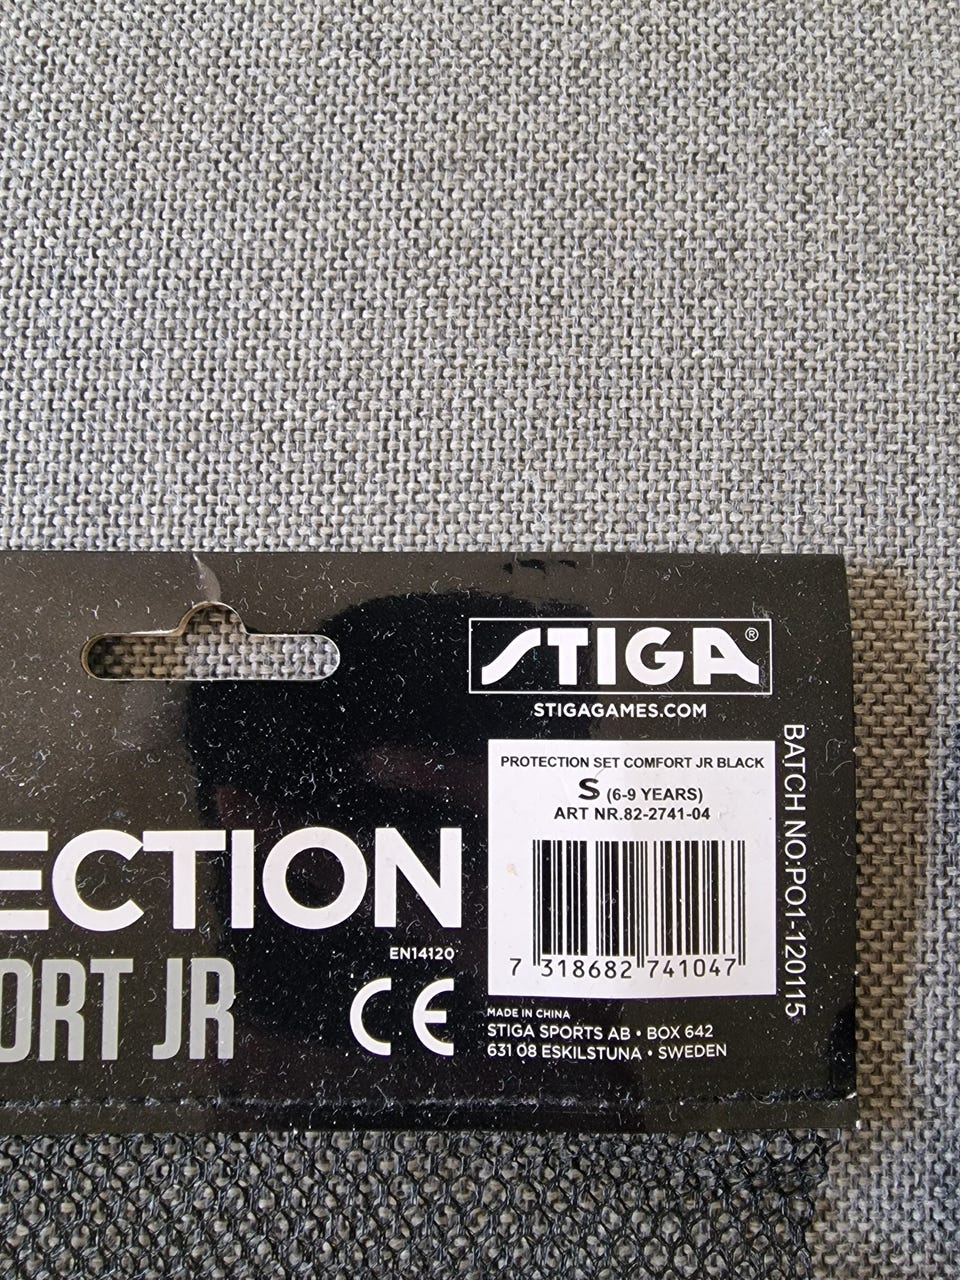 STIGA®
STIGAGAMES.COM
PROTECTION SET COMFORT JR BLACK
S (6-9 YEARS)
ART NR.82-2741-04
7 318682 741047
BATCH NO:PO1-120115
ECTION
ORT JR
EN14120
CE
MADE IN CHINA
STIGA SPORTS AB • BOX 642
631 08 ESKILSTUNA • SWEDEN